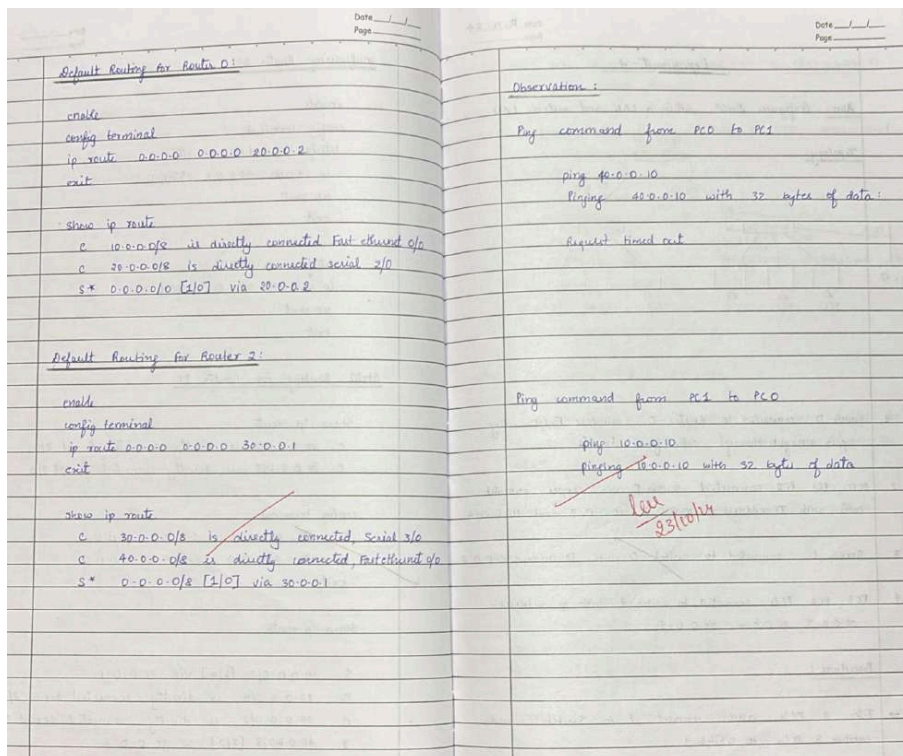 Date
Page
Default Routing for Router 0:
enable
config terminal
ip route 0.0.0.0 0.0.0.0 20.0.0.2
exit
show ip route
C 10.0.0.0/8 is directly connected Fast ethernet 0/0
C 20.0.0.0/8 is directly connected serial 2/0
S* 0.0.0.0/0 [1/0] via 20.0.0.2
Default Routing for Router 2:
enable
config terminal
ip route 0.0.0.0 0.0.0.0 30.0.0.1
exit
show ip route
C 30.0.0.0/8 is directly connected, Serial 3/0
C 40.0.0.0/8 is directly connected, Fast ethernet 0/0
S* 0.0.0.0/8 [1/0] via 30.0.0.1
Date
Page
Observation:
Ping command from PC0 to PC1
ping 40.0.0.10
Pinging 40.0.0.10 with 32 bytes of data:
Request timed out
Ping command from PC1 to PC0
ping 10.0.0.10
pinging 10.0.0.10 with 32 bytes of data
23/10/24